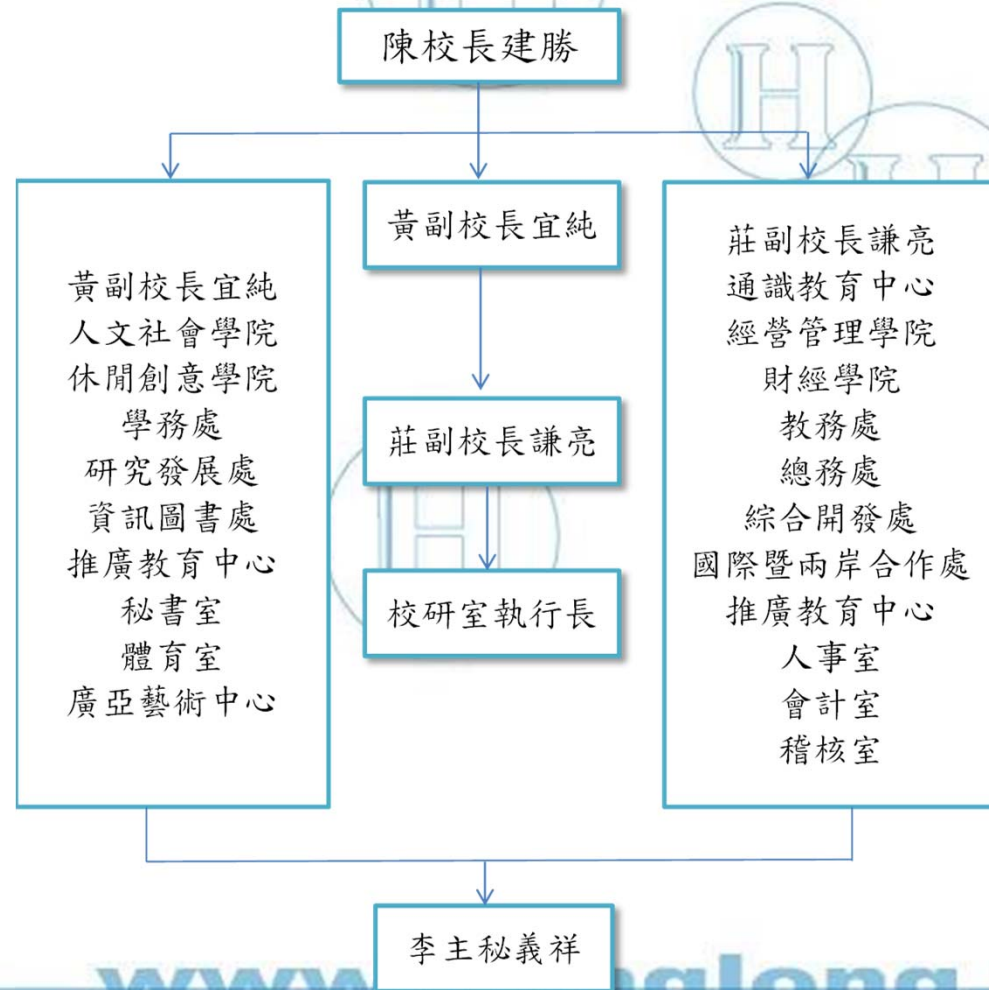 陳校長建勝
黃副校長宜純
人文社會學院
休閒創意學院
學務處
研究發展處
資訊圖書處
推廣教育中心
秘書室
體育室
廣亞藝術中心
黃副校長宜純
莊副校長謙亮
校研室執行長
莊副校長謙亮
通識教育中心
經營管理學院
財經學院
教務處
總務處
綜合開發處
國際暨兩岸合作處
推廣教育中心
人事室
會計室
稽核室
李主秘義祥
H
H